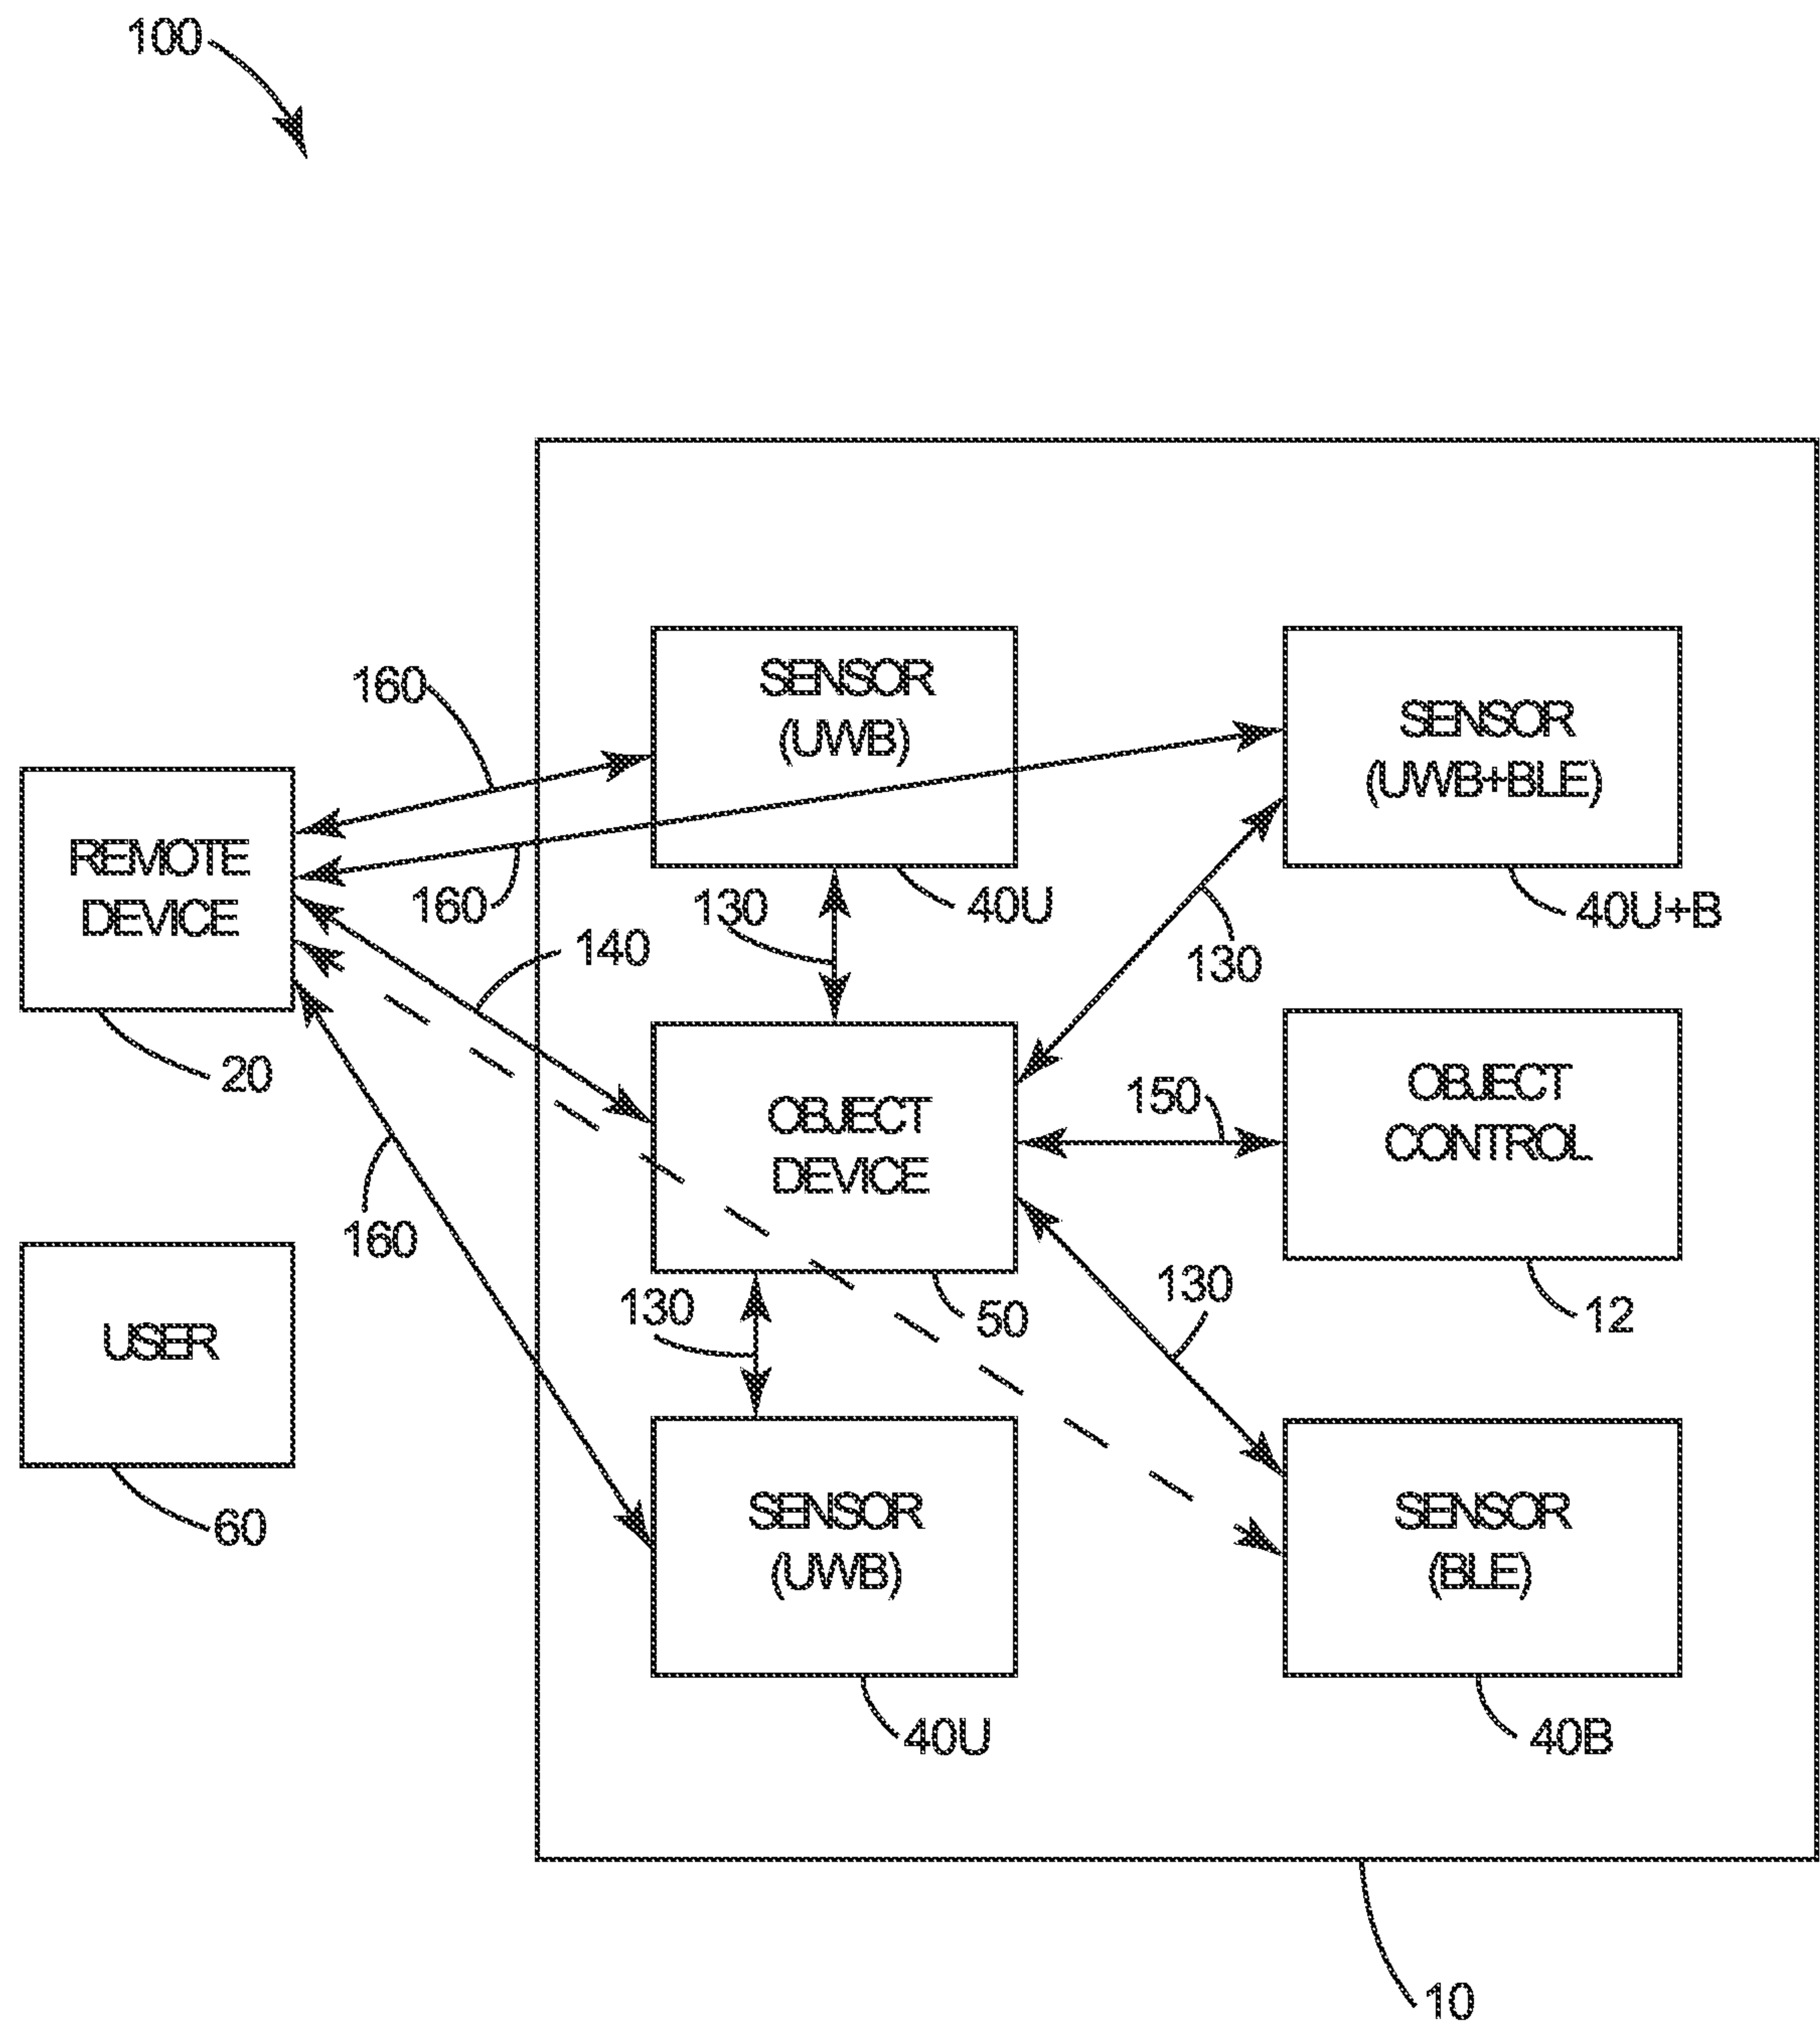 100
SENSOR
(UWB)
SENSOR
(UWB+BLE)
160
REMOTE
DEVICE
160
130
40U
40U+B
140
130
20
OBJECT
DEVICE
150
OBJECT
CONTROL
160
130
50
130
12
USER
60
SENSOR
(UWB)
SENSOR
(BLE)
40U
40B
10